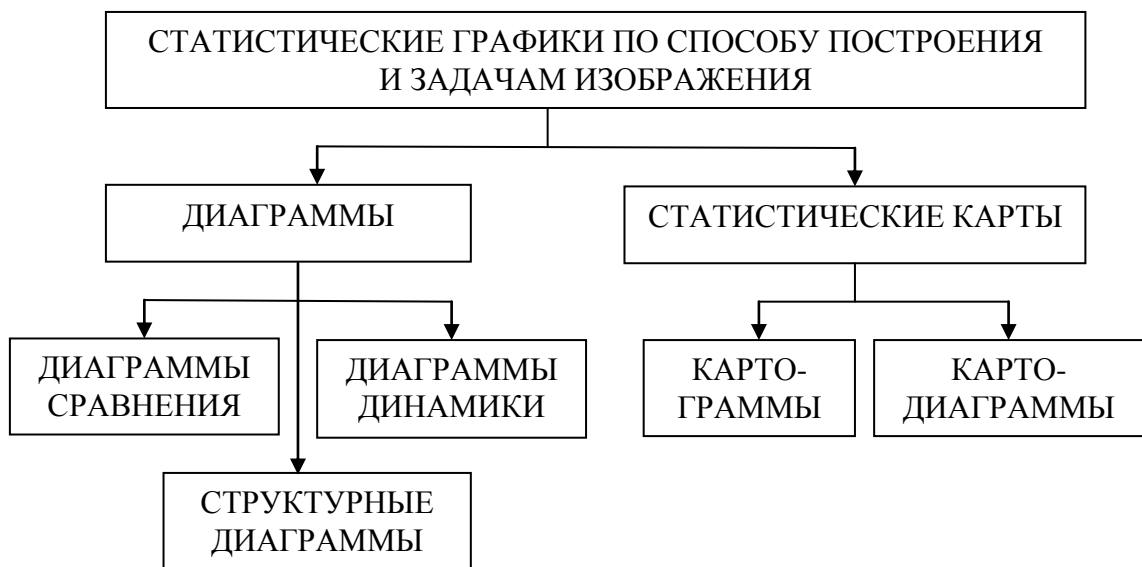 СТАТИСТИЧЕСКИЕ ГРАФИКИ ПО СПОСОБУ ПОСТРОЕНИЯ
И ЗАДАЧАМ ИЗОБРАЖЕНИЯ
ДИАГРАММЫ
СТАТИСТИЧЕСКИЕ КАРТЫ
ДИАГРАММЫ
СРАВНЕНИЯ
ДИАГРАММЫ
ДИНАМИКИ
КАРТО-
ГРАММЫ
КАРТО-
ДИАГРАММЫ
СТРУКТУРНЫЕ
ДИАГРАММЫ